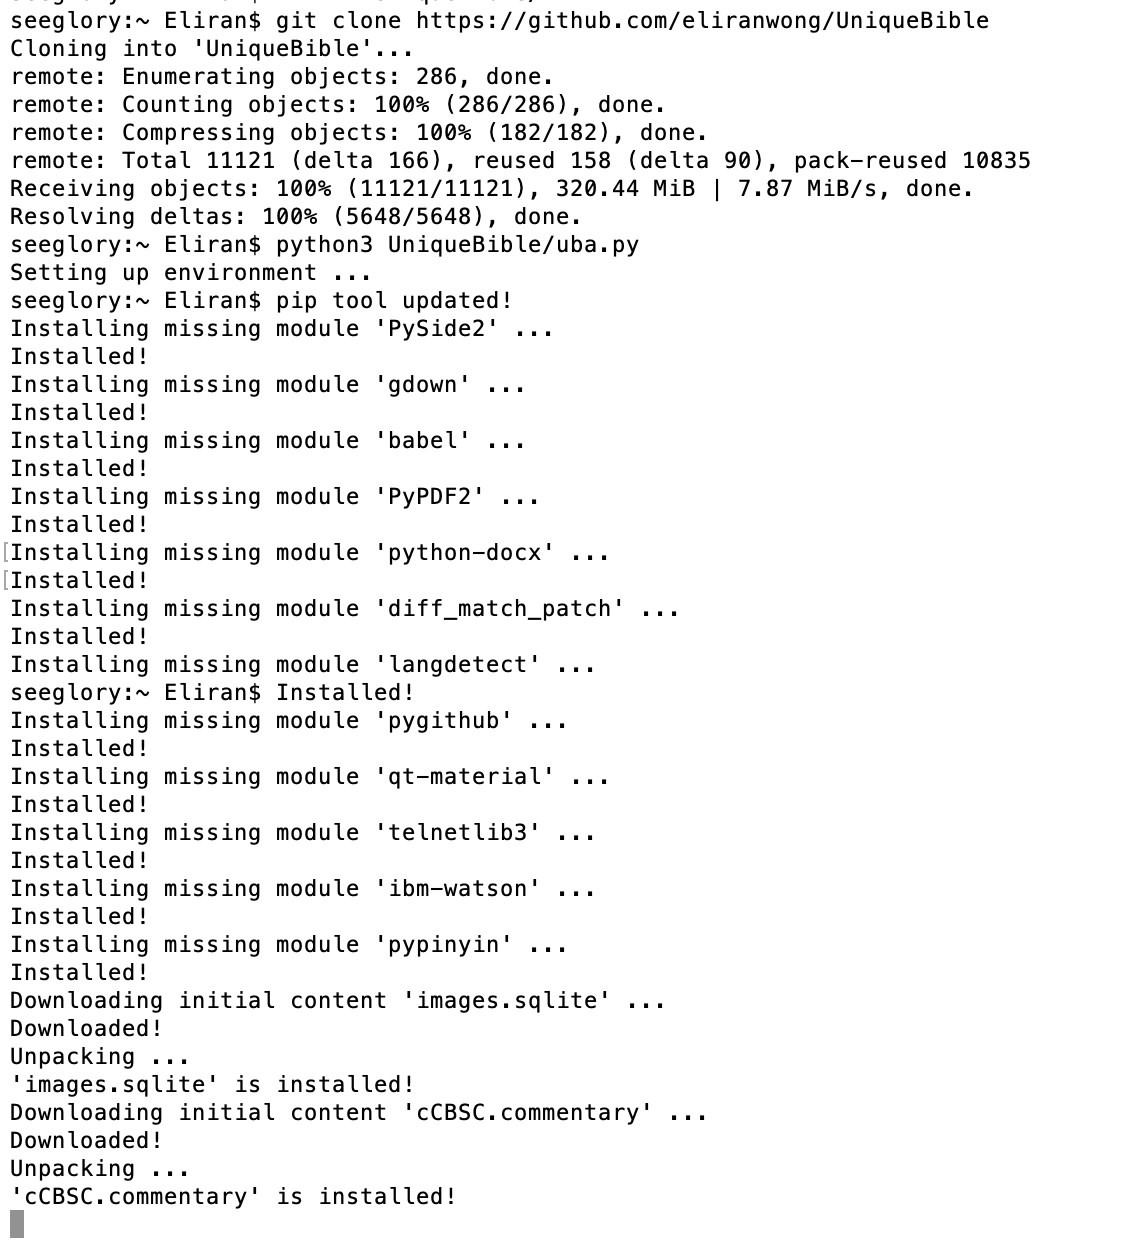 seeglory:~ Eliran$ git clone https://github.com/eliranwong/UniqueBible
Cloning into 'UniqueBible'...
remote: Enumerating objects: 286, done.
remote: Counting objects: 100% (286/286), done.
remote: Compressing objects: 100% (182/182), done.
remote: Total 11121 (delta 166), reused 158 (delta 90), pack-reused 10835
Receiving objects: 100% (11121/11121), 320.44 MiB | 7.87 MiB/s, done.
Resolving deltas: 100% (5648/5648), done.
seeglory:~ Eliran$ python3 UniqueBible/uba.py
Setting up environment ...
seeglory:~ Eliran$ pip tool updated!
Installing missing module 'PySide2' ...
Installed!
Installing missing module 'gdown' ...
Installed!
Installing missing module 'babel' ...
Installed!
Installing missing module 'PyPDF2' ...
Installed!
[Installing missing module 'python-docx' ...
[Installed!
Installing missing module 'diff_match_patch' ...
Installed!
Installing missing module 'langdetect' ...
seeglory:~ Eliran$ Installed!
Installing missing module 'pygithub' ...
Installed!
Installing missing module 'qt-material' ...
Installed!
Installing missing module 'telnetlib3' ...
Installed!
Installing missing module 'ibm-watson' ...
Installed!
Installing missing module 'pypinyin' ...
Installed!
Downloading initial content 'images.sqlite' ...
Downloaded!
Unpacking ...
'images.sqlite' is installed!
Downloading initial content 'cCBSC.commentary' ...
Downloaded!
Unpacking ...
'cCBSC.commentary' is installed!